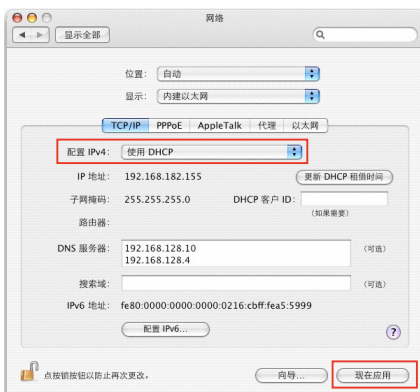 网络
显示全部
位置: 自动
显示: 内建以太网
TCP/IP PPPoE AppleTalk 代理 以太网
配置 IPv4: 使用 DHCP
IP 地址: 192.168.182.155 更新 DHCP 租借时间
子网掩码: 255.255.255.0 DHCP 客户 ID:
(如果需要)
路由器:
DNS 服务器: 192.168.128.10 (可选)
192.168.128.4
搜索域: (可选)
IPv6 地址: fe80:0000:0000:0000:0216:cbff:fea5:5999
配置 IPv6... ?
点按锁按钮以防止再次更改。 向导... 现在应用